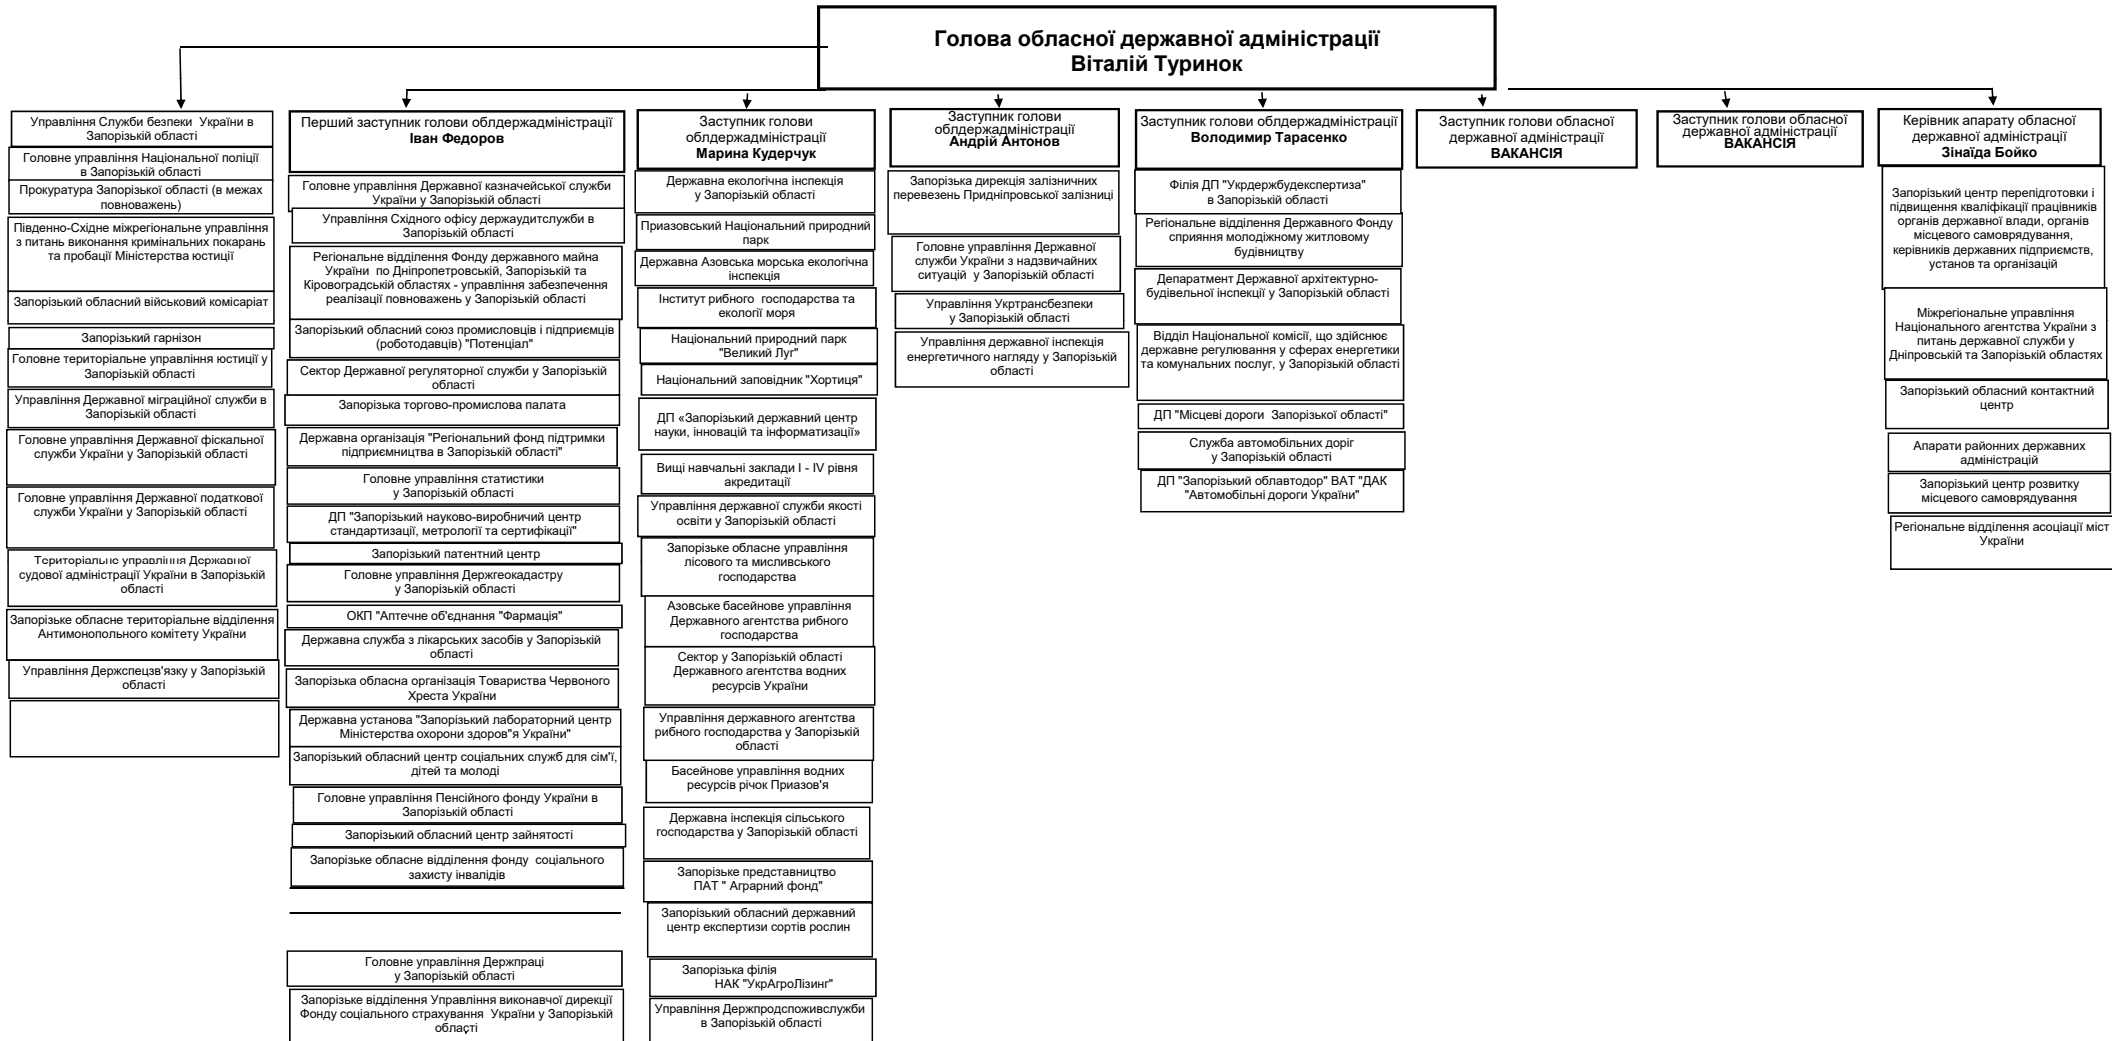 Голова обласної державної адміністрації
Віталій Туринок
Управління Служби безпеки України в
Запорізькій області
Головне управління Національної поліції
в Запорізькій області
Прокуратура Запорізької області (в межах
повноважень)
Південно-Східне міжрегіональне управління
з питань виконання кримінальних покарань
та пробації Міністерства юстиції
Запорізький обласний військовий комісаріат
Запорізький гарнізон
Головне територіальне управління юстиції у
Запорізькій області
Управління Державної міграційної служби в
Запорізькій області
Головне управління Державної фіскальної
служби України у Запорізькій області
Головне управління Державної податкової
служби України у Запорізькій області
Територіальне управління Державної
судової адміністрації України в Запорізькій
області
Запорізьке обласне територіальне відділення
Антимонопольного комітету України
Управління Держспецзв'язку у Запорізькій
області
Перший заступник голови облдержадміністрації
Іван Федоров
Головне управління Державної казначейської служби
України у Запорізькій області
Управління Східного офісу держаудитслужби в
Запорізькій області
Регіональне відділення Фонду державного майна
України по Дніпропетровській, Запорізькій та
Кіровоградській областях - управління забезпечення
реалізації повноважень у Запорізькій області
Запорізький обласний союз промисловців і підприємців
(роботодавців) "Потенціал"
Сектор Державної регуляторної служби у Запорізькій
області
Запорізька торгово-промислова палата
Державна організація "Регіональний фонд підтримки
підприємництва в Запорізькій області"
Головне управління статистики
у Запорізькій області
ДП "Запорізький науково-виробничий центр
стандартизації, метрології та сертифікації"
Запорізький патентний центр
Головне управління Держгеокадастру
у Запорізькій області
ОКП "Аптечне об'єднання "Фармація"
Державна служба з лікарських засобів у Запорізькій
області
Запорізька обласна організація Товариства Червоного
Хреста України
Державна установа "Запорізький лабораторний центр
Міністерства охорони здоров"я України"
Запорізький обласний центр соціальних служб для сім'ї,
дітей та молоді
Головне управління Пенсійного фонду України в
Запорізькій області
Запорізький обласний центр зайнятості
Запорізьке обласне відділення фонду соціального
захисту інвалідів
Головне управління Держпраці
у Запорізькій області
Запорізьке відділення Управління виконавчої дирекції
Фонду соціального страхування України у Запорізькій
області
Заступник голови
облдержадміністрації
Марина Кудерчук
Державна екологічна інспекція
у Запорізькій області
Приазовський Національний природний
парк
Державна Азовська морська екологічна
інспекція
Інститут рибного господарства та
екології моря
Національний природний парк
"Великий Луг"
Національний заповідник "Хортиця"
ДП «Запорізький державний центр
науки, інновацій та інформатизації»
Вищі навчальні заклади І - ІV рівня
акредитації
Управління державної служби якості
освіти у Запорізькій області
Запорізьке обласне управління
лісового та мисливського
господарства
Азовське басейнове управління
Державного агентства рибного
господарства
Сектор у Запорізькій області
Державного агентства водних
ресурсів України
Управління державного агентства
рибного господарства у Запорізькій
області
Басейнове управління водних
ресурсів річок Приазов'я
Державна інспекція сільського
господарства у Запорізькій області
Запорізьке представництво
ПАТ " Аграрний фонд"
Запорізький обласний державний
центр експертизи сортів рослин
Запорізька філія
НАК "УкрАгроЛізинг"
Управління Держпродспоживслужби
в Запорізькій області
Заступник голови
облдержадміністрації
Андрій Антонов
Запорізька дирекція залізничних
перевезень Придніпровської залізниці
Головне управління Державної
служби України з надзвичайних
ситуацій у Запорізькій області
Управління Укртрансбезпеки
у Запорізькій області
Управління державної інспекція
енергетичного нагляду у Запорізькій
області
Заступник голови облдержадміністрації
Володимир Тарасенко
Філія ДП "Укрдержбудекспертиза"
в Запорізькій області
Регіональне відділення Державного Фонду
сприяння молодіжному житловому
будівництву
Департамент Державної архітектурно-
будівельної інспекції у Запорізькій області
Відділ Національної комісії, що здійснює
державне регулювання у сферах енергетики
та комунальних послуг, у Запорізькій області
ДП "Місцеві дороги Запорізької області"
Служба автомобільних доріг
у Запорізькій області
ДП "Запорізький облавтодор" ВАТ "ДАК
"Автомобільні дороги України"
Заступник голови обласної
державної адміністрації
ВАКАНСІЯ
Заступник голови обласної
державної адміністрації
ВАКАНСІЯ
Керівник апарату обласної
державної адміністрації
Зінаїда Бойко
Запорізький центр перепідготовки і
підвищення кваліфікації працівників
органів державної влади, органів
місцевого самоврядування,
керівників державних підприємств,
установ та організацій
Міжрегіональне управління
Національного агентства України з
питань державної служби у
Дніпровській та Запорізькій областях
Запорізький обласний контактний
центр
Апарати районних державних
адміністрацій
Запорізький центр розвитку
місцевого самоврядування
Регіональне відділення асоціації міст
України